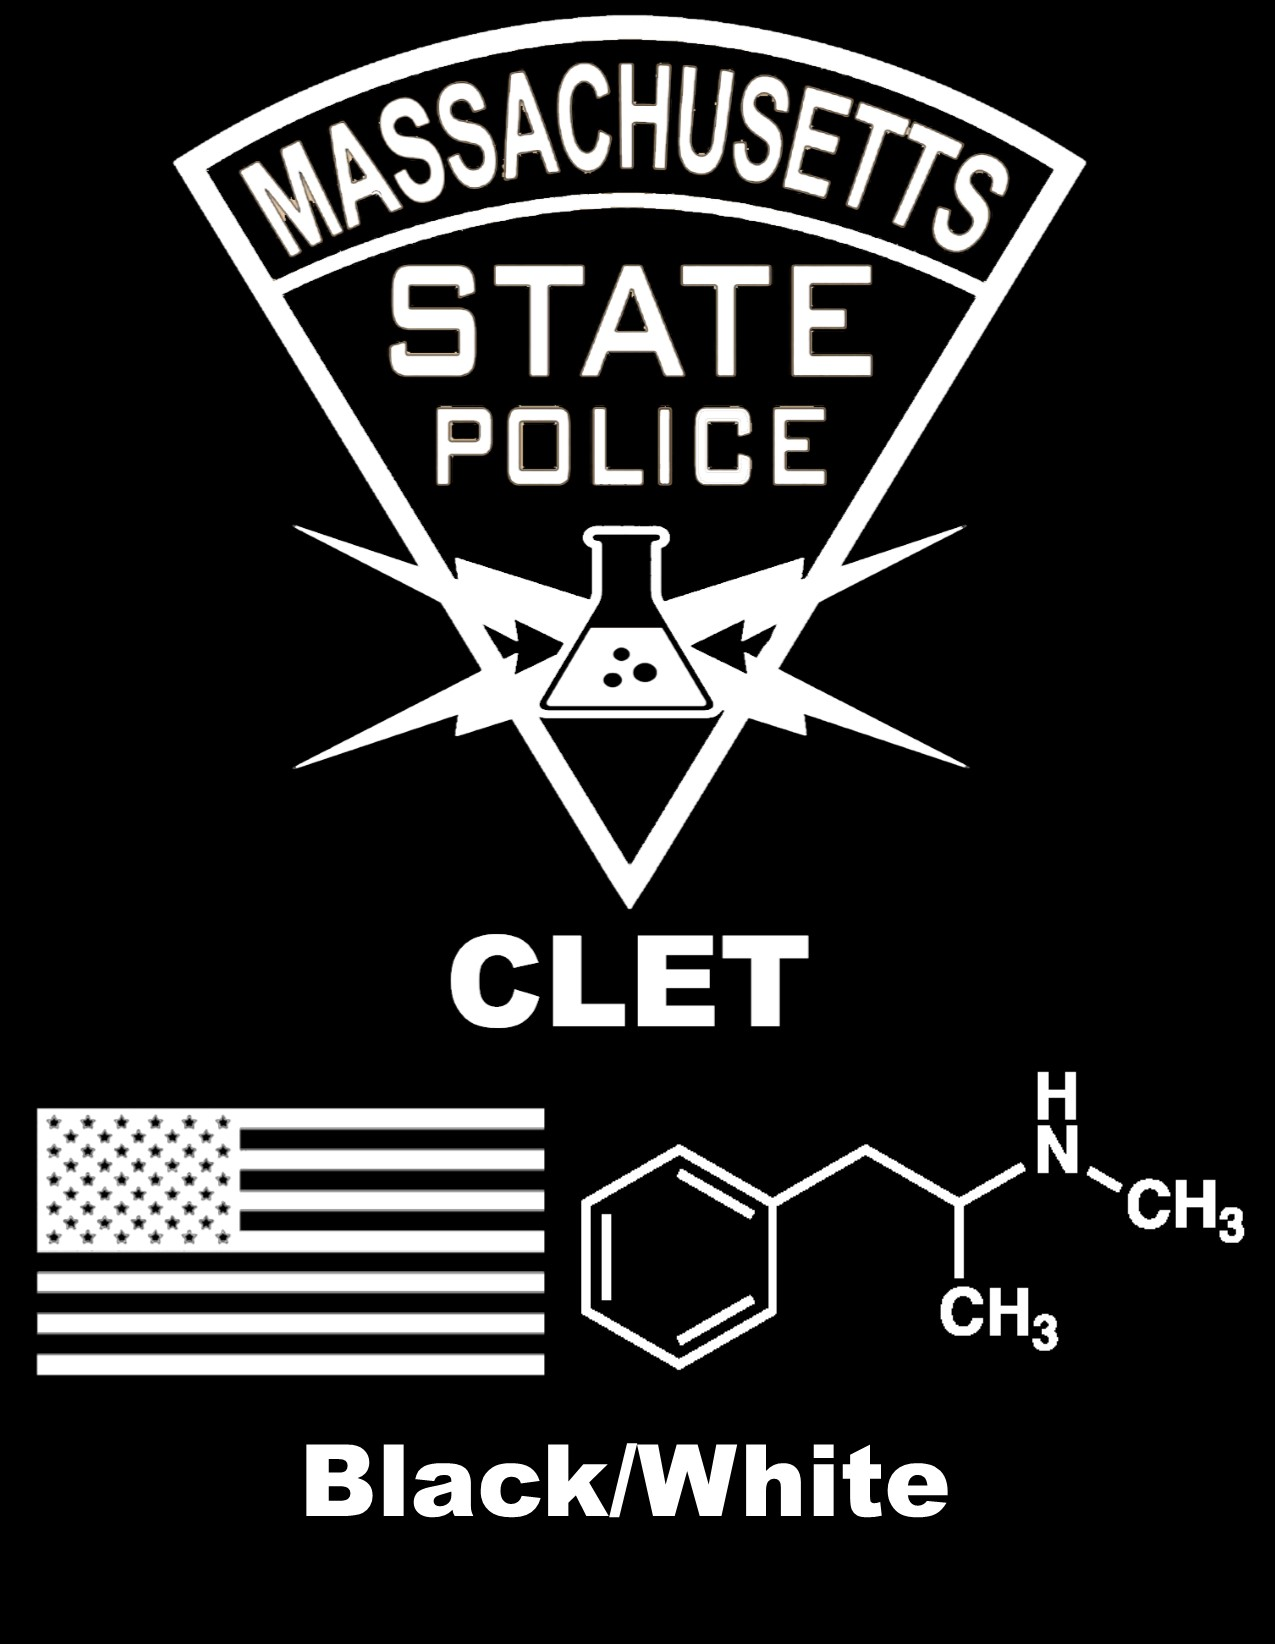 MASSACHUSETTS
STATE
POLICE
CLET
H
N
CH₃
CH₃
Black/White